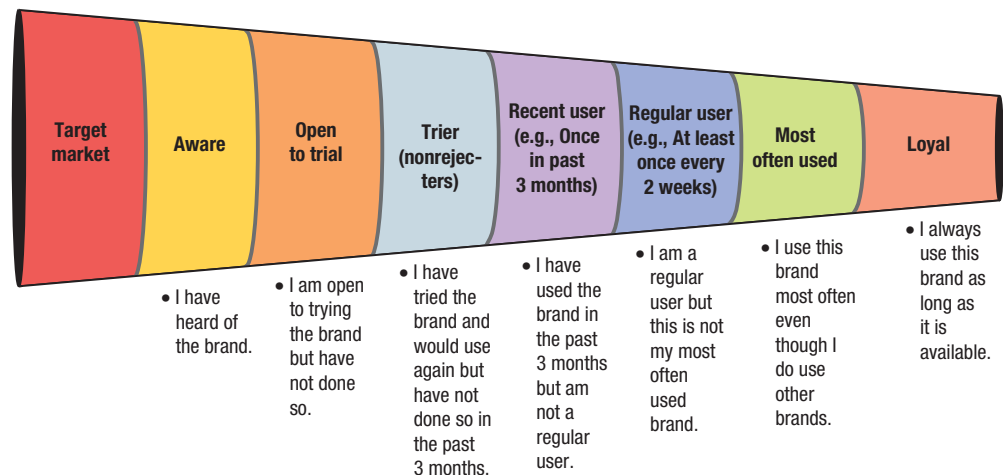 Target
market
Aware
Open
to trial
Trier
(nonrejec-
ters)
Recent user
(e.g., Once
in past
3 months)
Regular user
(e.g., At least
once every
2 weeks)
Most
often used
Loyal
• I have
heard of
the brand.
• I am open
to trying
the brand
but have
not done
so.
• I have
tried the
brand and
would use
again but
have not
done so in
the past
3 months.
• I have
used the
brand in
the past
3 months
but am
not a
regular
user.
• I am a
regular
user but
this is not
my most
often
used
brand.
• I use this
brand
most often
even
though I
do use
other
brands.
• I always
use this
brand as
long as
it is
available.